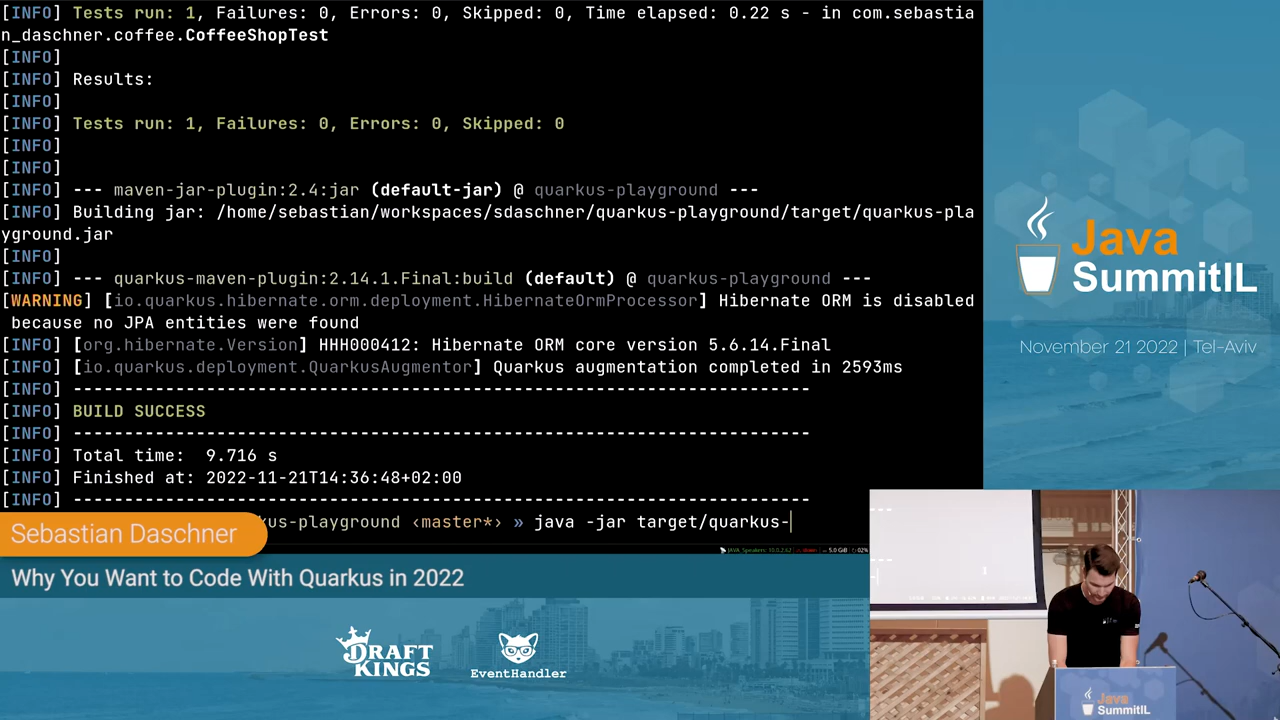 [INFO] Tests run: 1, Failures: 0, Errors: 0, Skipped: 0, Time elapsed: 0.22 s - in com.sebastia
n_daschner.coffee.CoffeeShopTest
[INFO]
[INFO] Results:
[INFO]
[INFO] Tests run: 1, Failures: 0, Errors: 0, Skipped: 0
[INFO]
[INFO]
[INFO] --- maven-jar-plugin:2.4:jar (default-jar) @ quarkus-playground ---
[INFO] Building jar: /home/sebastian/workspaces/sdaschner/quarkus-playground/target/quarkus-pla
yground.jar
[INFO]
[INFO] --- quarkus-maven-plugin:2.14.1.Final:build (default) @ quarkus-playground ---
[WARNING] [io.quarkus.hibernate.orm.deployment.HibernateOrmProcessor] Hibernate ORM is disabled
because no JPA entities were found
[INFO] [org.hibernate.Version] HHH000412: Hibernate ORM core version 5.6.14.Final
[INFO] [io.quarkus.deployment.QuarkusAugmentor] Quarkus augmentation completed in 2593ms
[INFO] ------------------------------------------------------------------------
[INFO] BUILD SUCCESS
[INFO] ------------------------------------------------------------------------
[INFO] Total time:  9.716 s
[INFO] Finished at: 2022-11-21T14:36:48+02:00
[INFO] ------------------------------------------------------------------------
kus-playground ‹master*› » java -jar target/quarkus-
Java
SummitIL
November 21 2022 | Tel-Aviv
Sebastian Daschner
Why You Want to Code With Quarkus in 2022
DRAFT
KINGS
EventHandler
Java
SummitIL